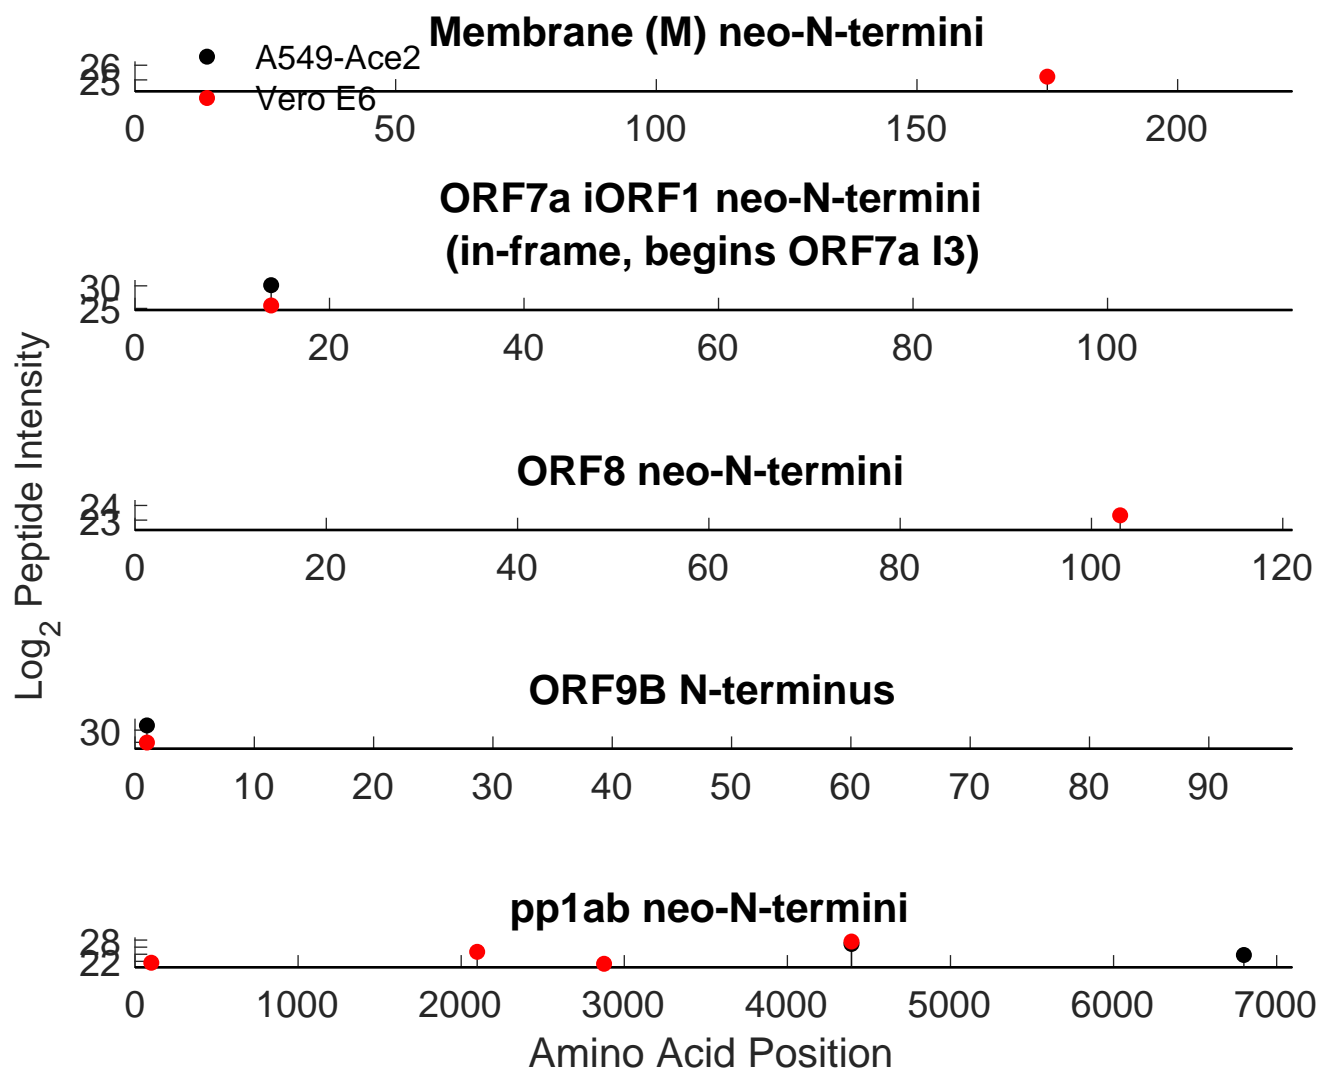 Membrane (M) neo-N-termini
A549-Ace2
Vero E6
26
25
0 50 100 150 200
ORF7a iORF1 neo-N-termini
(in-frame, begins ORF7a I3)
30
25
0 20 40 60 80 100
Log2 Peptide Intensity
ORF8 neo-N-termini
24
23
0 20 40 60 80 100 120
ORF9B N-terminus
30
0 10 20 30 40 50 60 70 80 90
pp1ab neo-N-termini
28
22
0 1000 2000 3000 4000 5000 6000 7000
Amino Acid Position